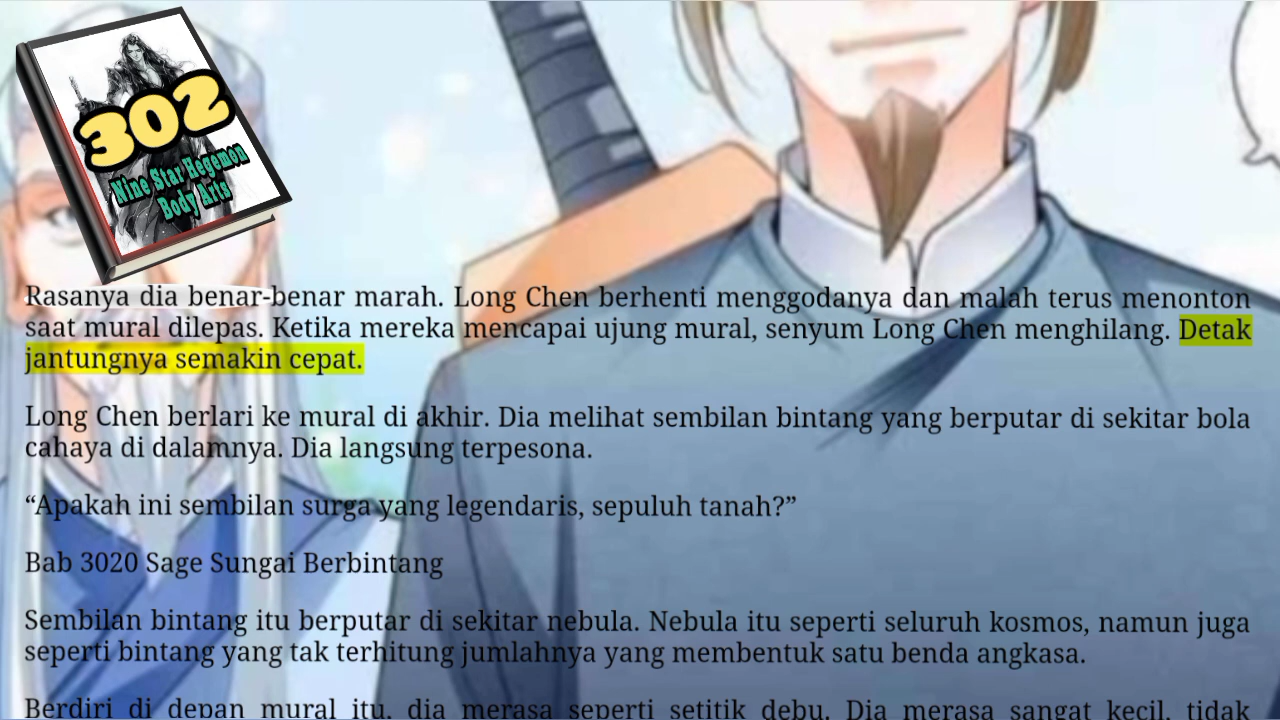 302
Nine Star Hegemon
Body Arts
Rasanya dia benar-benar marah. Long Chen berhenti menggodanya dan malah terus menonton
saat mural dilepas. Ketika mereka mencapai ujung mural, senyum Long Chen menghilang. Detak
jantungnya semakin cepat.
Long Chen berlari ke mural di akhir. Dia melihat sembilan bintang yang berputar di sekitar bola
cahaya di dalamnya. Dia langsung terpesona.
“Apakah ini sembilan surga yang legendaris, sepuluh tanah?”
Bab 3020 Sage Sungai Berbintang
Sembilan bintang itu berputar di sekitar nebula. Nebula itu seperti seluruh kosmos, namun juga
seperti bintang yang tak terhitung jumlahnya yang membentuk satu benda angkasa.
Berdiri di depan mural itu, dia merasa seperti setitik debu. Dia merasa sangat kecil, tidak